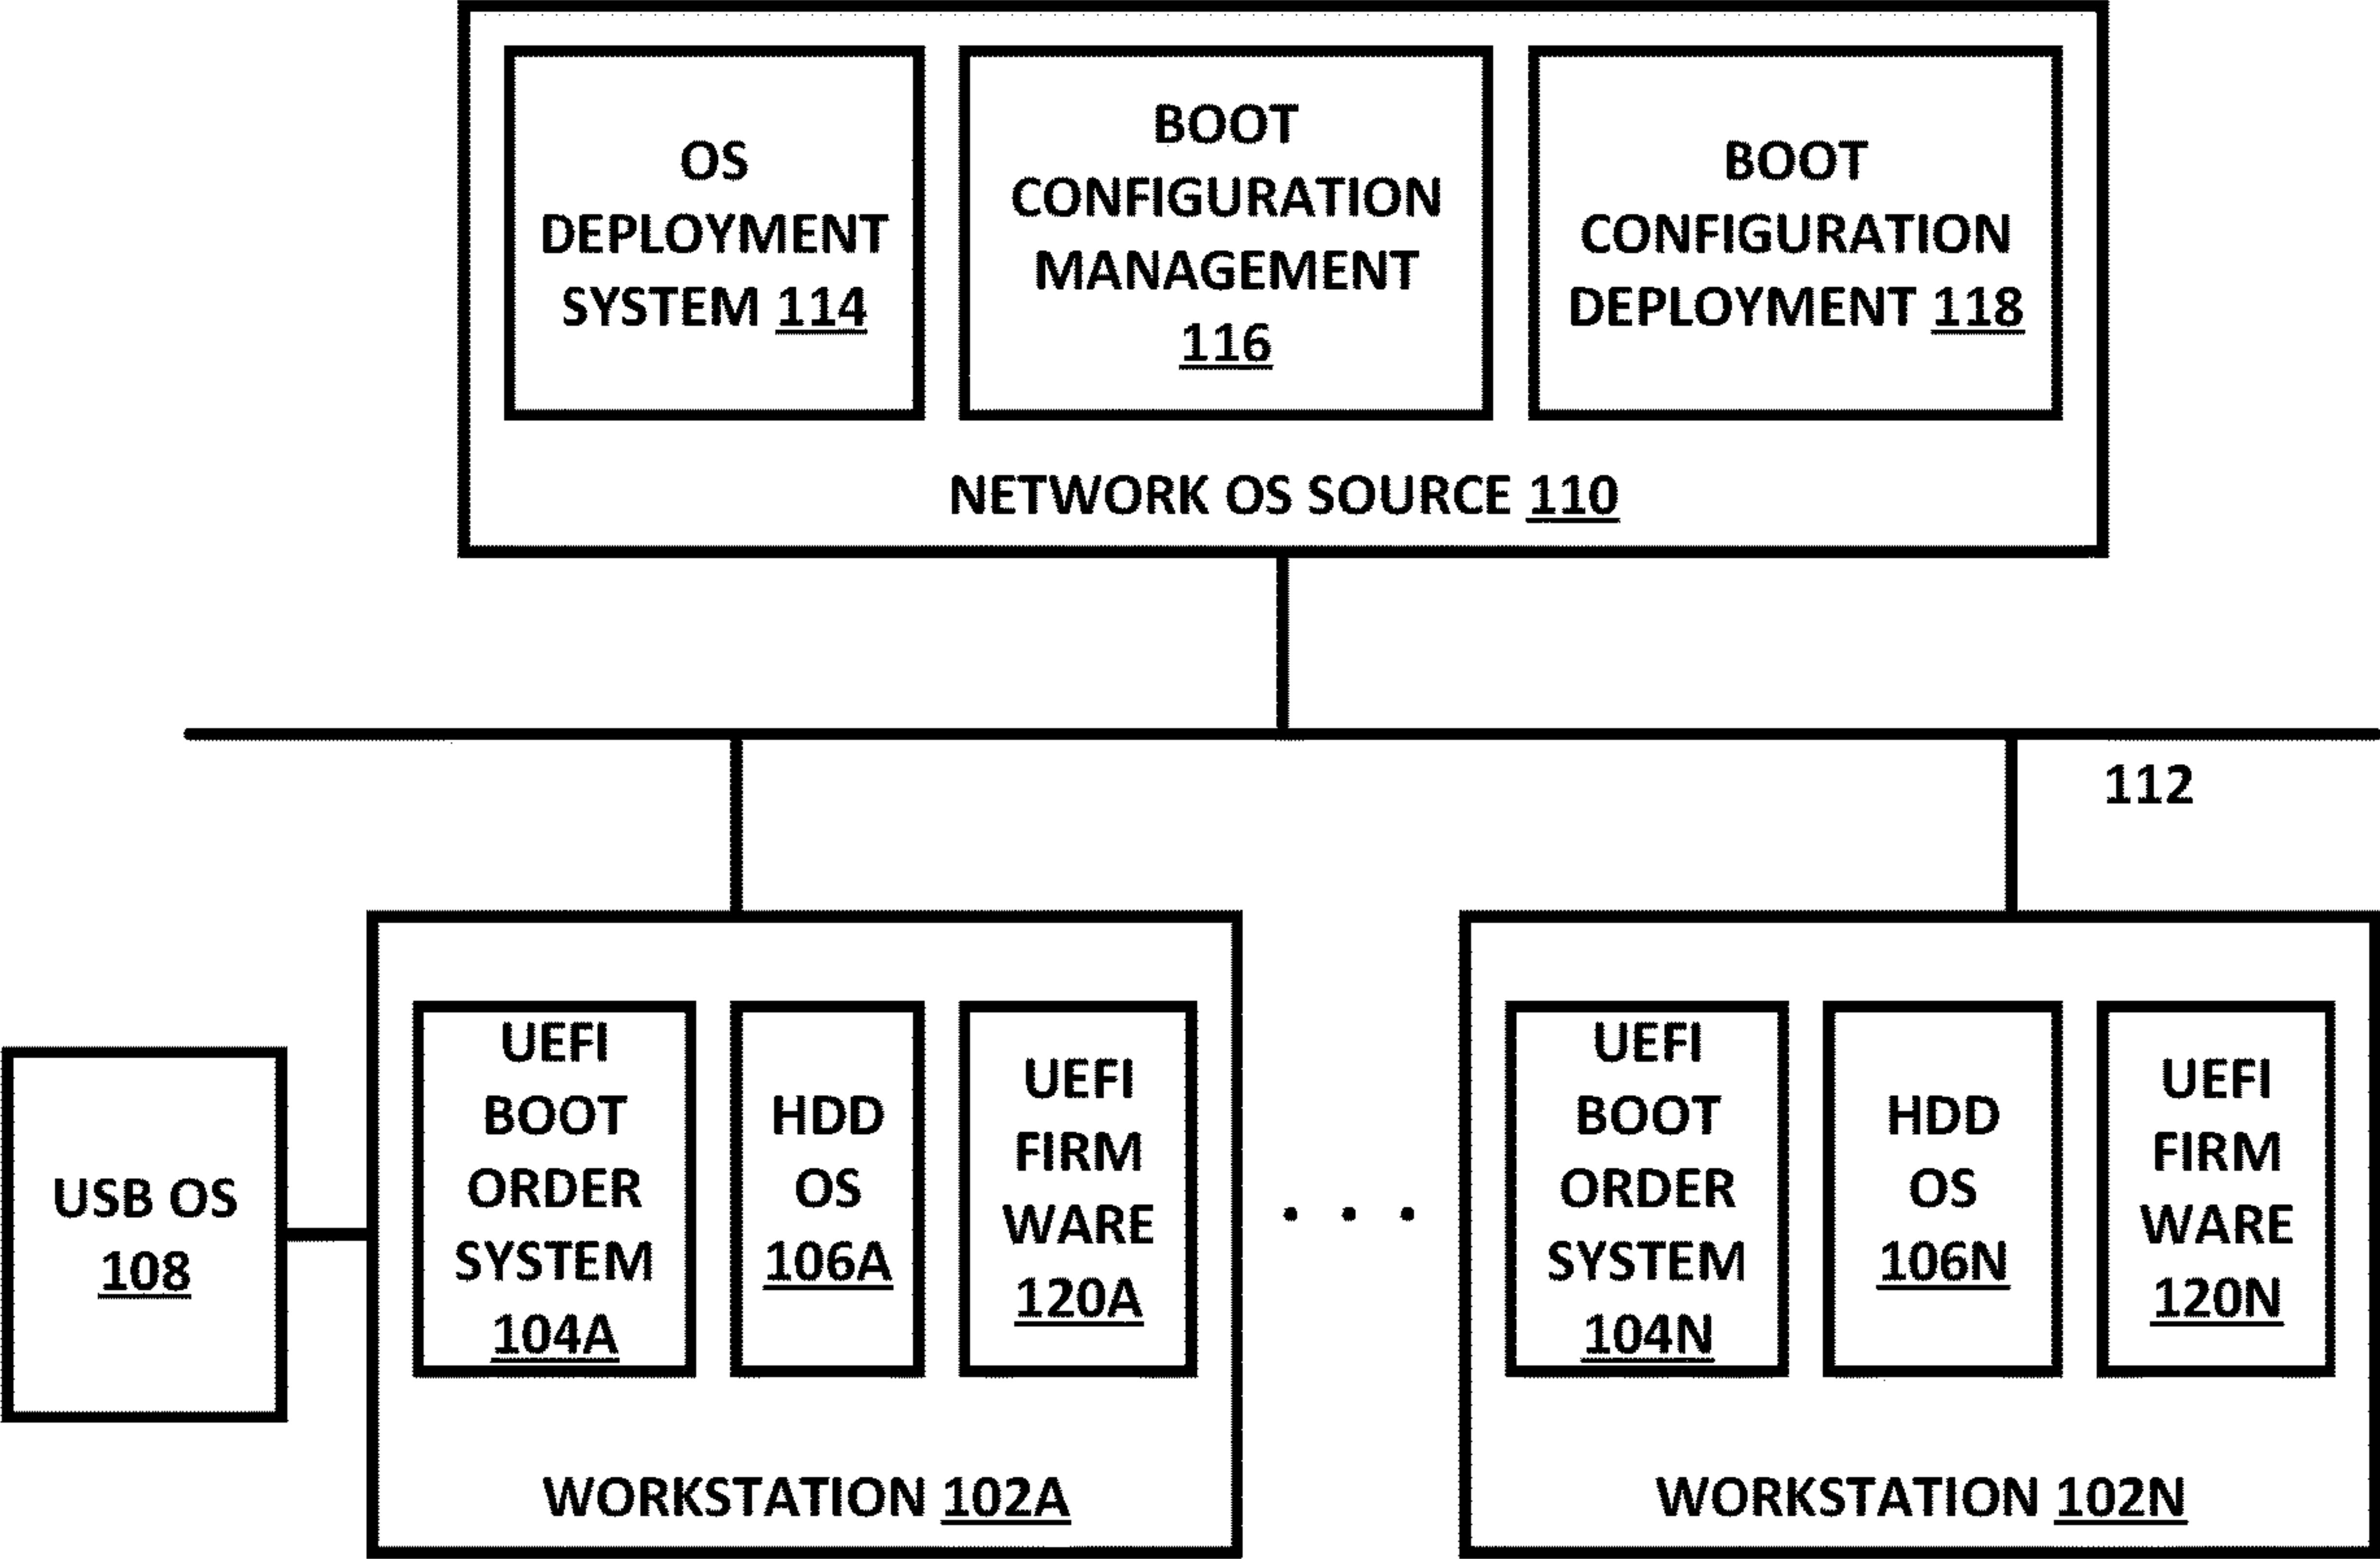 OS
DEPLOYMENT
SYSTEM 114
BOOT
CONFIGURATION
MANAGEMENT
116
BOOT
CONFIGURATION
DEPLOYMENT 118
NETWORK OS SOURCE 110
112
USB OS
108
UEFI
BOOT
ORDER
SYSTEM
104A
HDD
OS
106A
UEFI
FIRM
WARE
120A
WORKSTATION 102A
. . .
UEFI
BOOT
ORDER
SYSTEM
104N
HDD
OS
106N
UEFI
FIRM
WARE
120N
WORKSTATION 102N